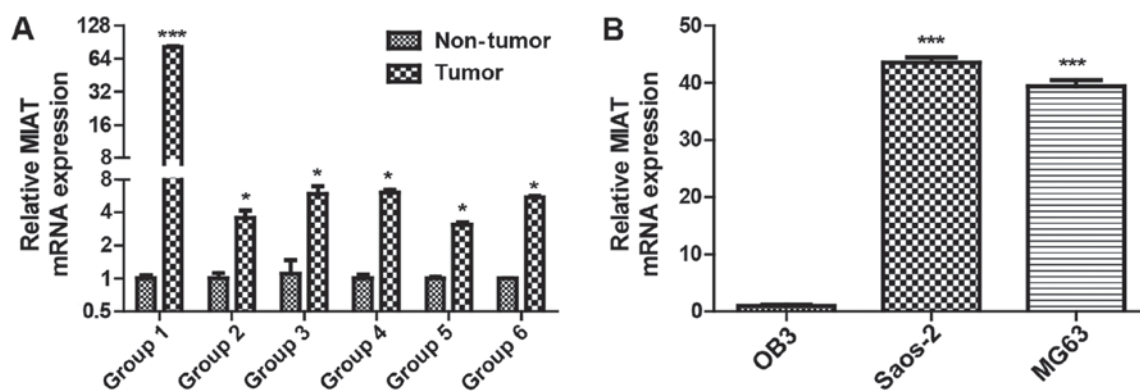 A
Relative MIAT
mRNA expression
128
64
32
16
8
8
4
2
1
0.5
***
*
*
*
*
*
Non-tumor
Tumor
Group 1
Group 2
Group 3
Group 4
Group 5
Group 6
B
Relative MIAT
mRNA expression
50
40
30
20
10
0
***
***
OB3
Saos-2
MG63